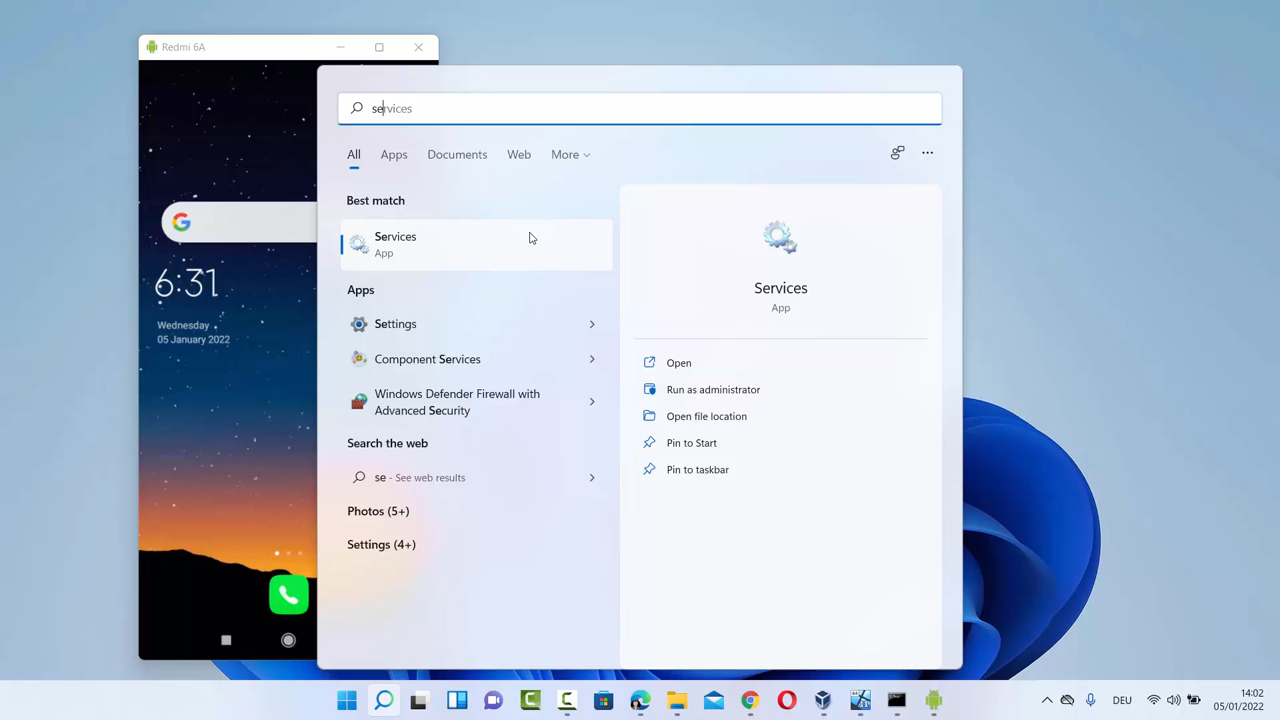 Redmi 6A
6:31
Wednesday
05 January 2022
services
All
Apps
Documents
Web
More
Best match
Services
App
Apps
Settings
Component Services
Windows Defender Firewall with
Advanced Security
Search the web
se - See web results
Photos (5+)
Settings (4+)
Services
App
Open
Run as administrator
Open file location
Pin to Start
Pin to taskbar
DEU
14:02
05/01/2022